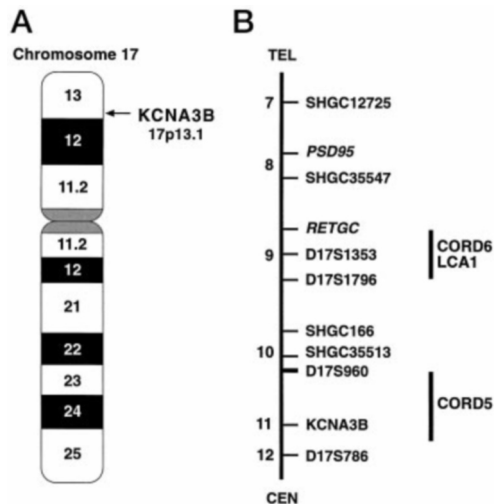 A
Chromosome 17
13
KCNA3B
17p13.1
12
11.2
11.2
12
21
22
23
24
25
B
TEL
7 SHGC12725
PSD95
8
SHGC35547
RETGC
9 D17S1353
D17S1796
CORD6
LCA1
SHGC166
10 SHGC35513
D17S960
CORD5
11 KCNA3B
12 D17S786
CEN